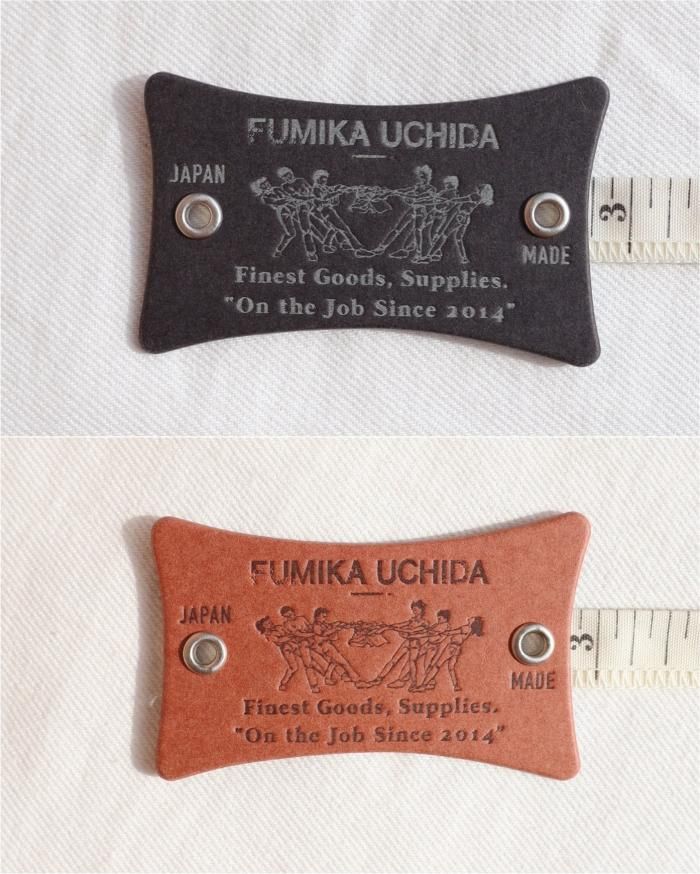 FUMIKA UCHIDA
JAPAN
MADE
Finest Goods, Supplies.
"On the Job Since 2014"
3
FUMIKA UCHIDA
JAPAN
MADE
Finest Goods, Supplies.
"On the Job Since 2014"
3